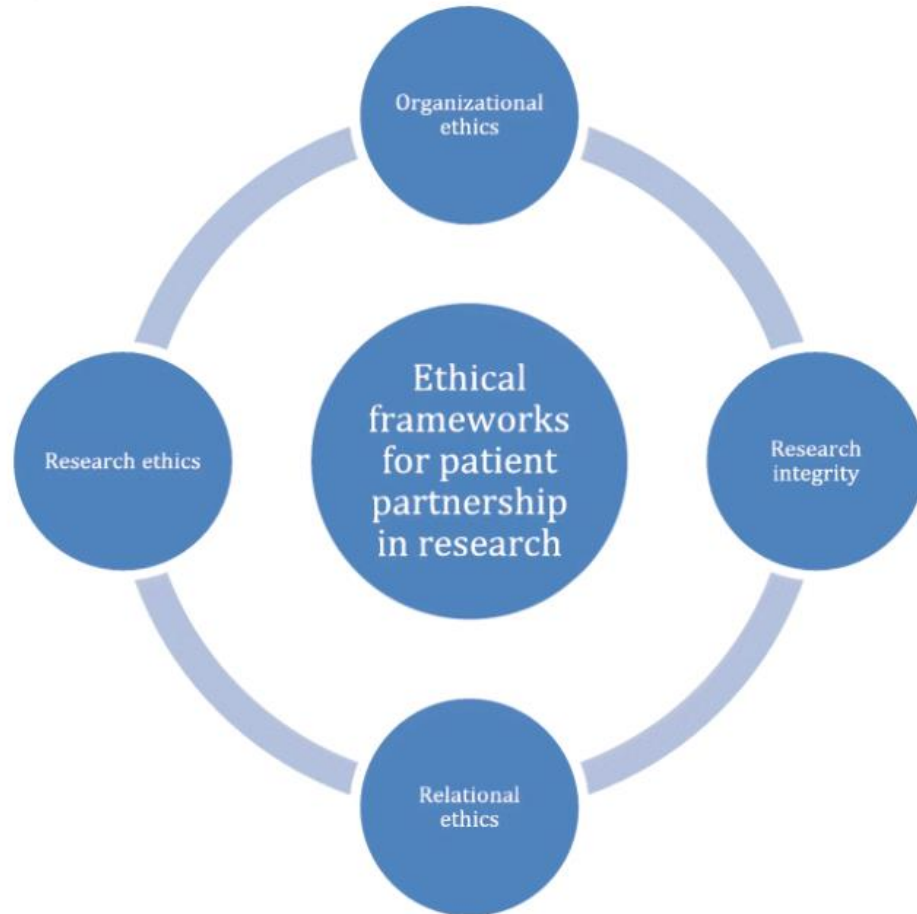 Organizational
ethics
Ethical
frameworks
for patient
partnership
in research
Research ethics
Research
integrity
Relational
ethics